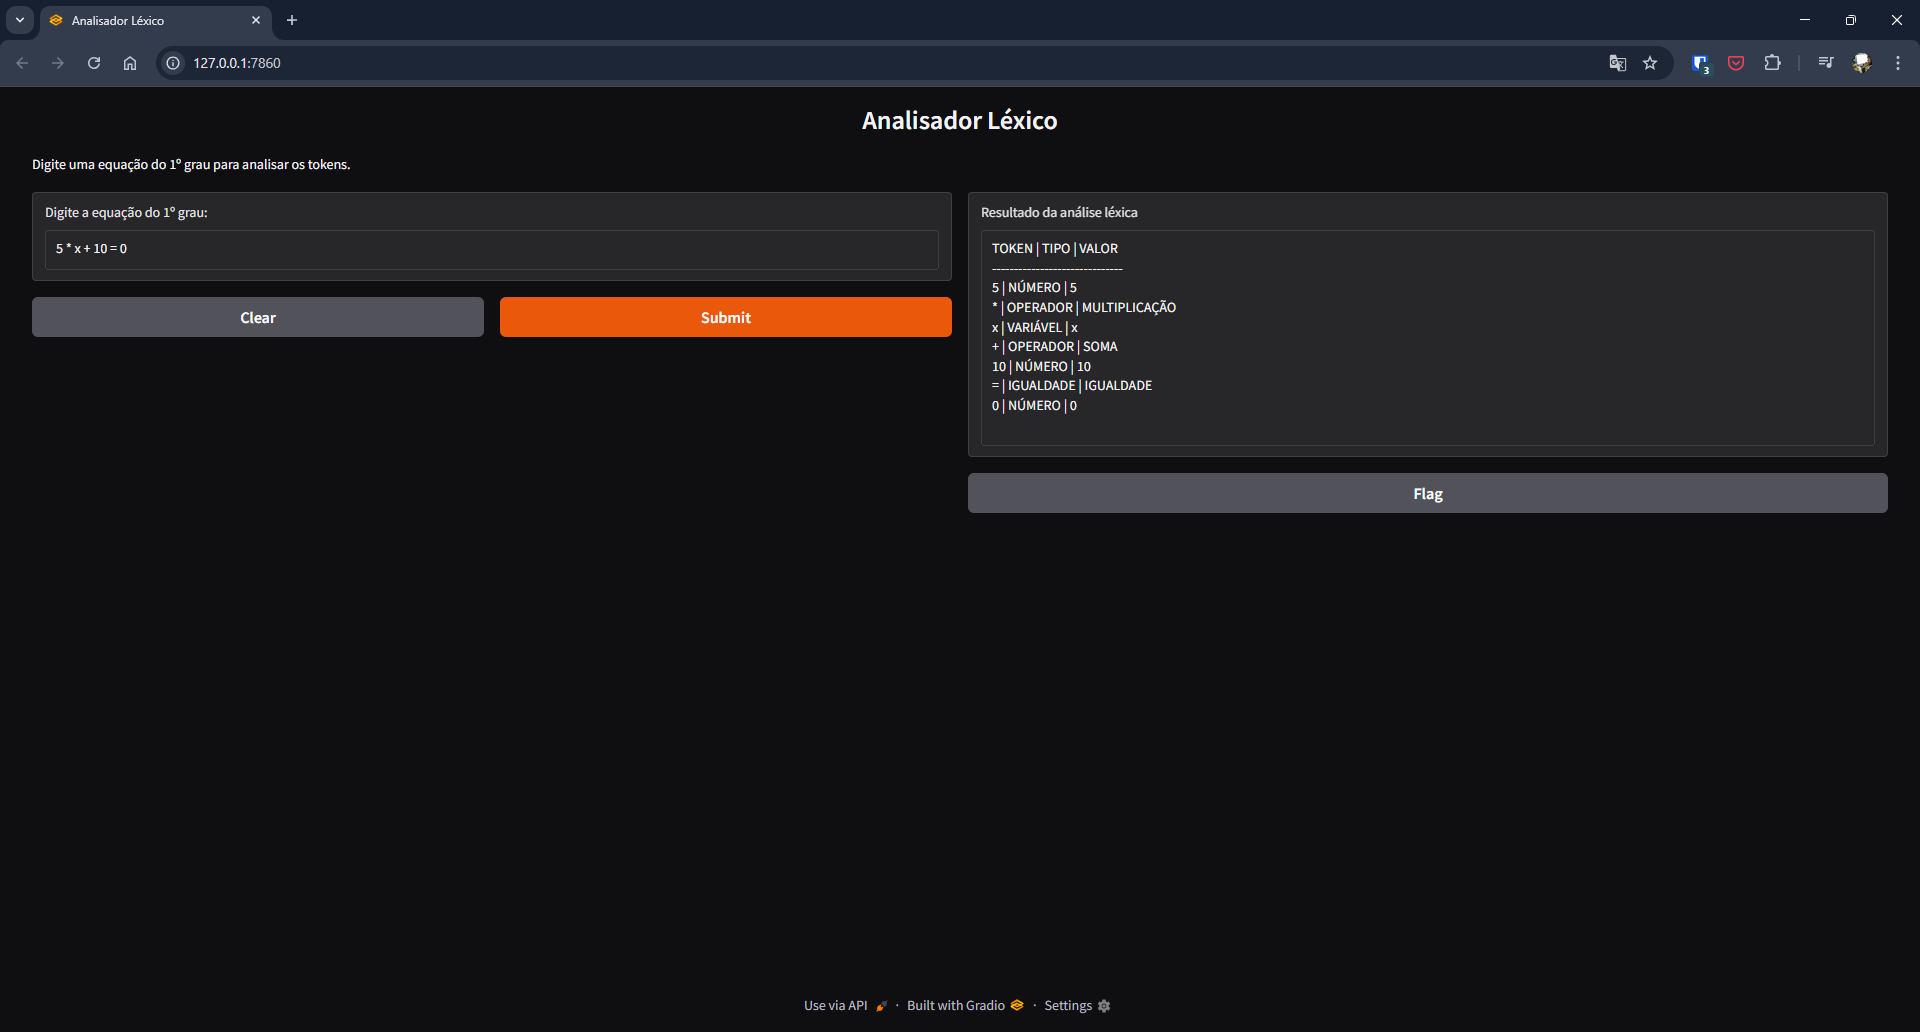 Analisador Léxico
127.0.0.1:7860
3
Analisador Léxico
Digite uma equação do 1º grau para analisar os tokens.
Digite a equação do 1º grau:
5 * x + 10 = 0
Clear
Submit
Resultado da análise léxica
TOKEN | TIPO | VALOR
------------------------------
5 | NÚMERO | 5
* | OPERADOR | MULTIPLICAÇÃO
x | VARIÁVEL | x
+ | OPERADOR | SOMA
10 | NÚMERO | 10
= | IGUALDADE | IGUALDADE
0 | NÚMERO | 0
Flag
Use via API · Built with Gradio · Settings